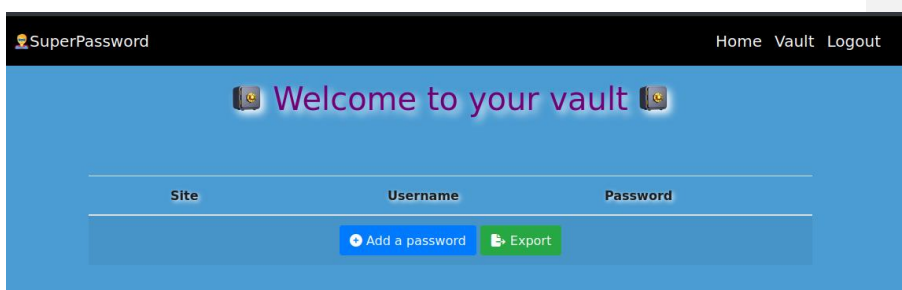 SuperPassword Home Vault Logout
Welcome to your vault
Site Username Password
Add a password Export